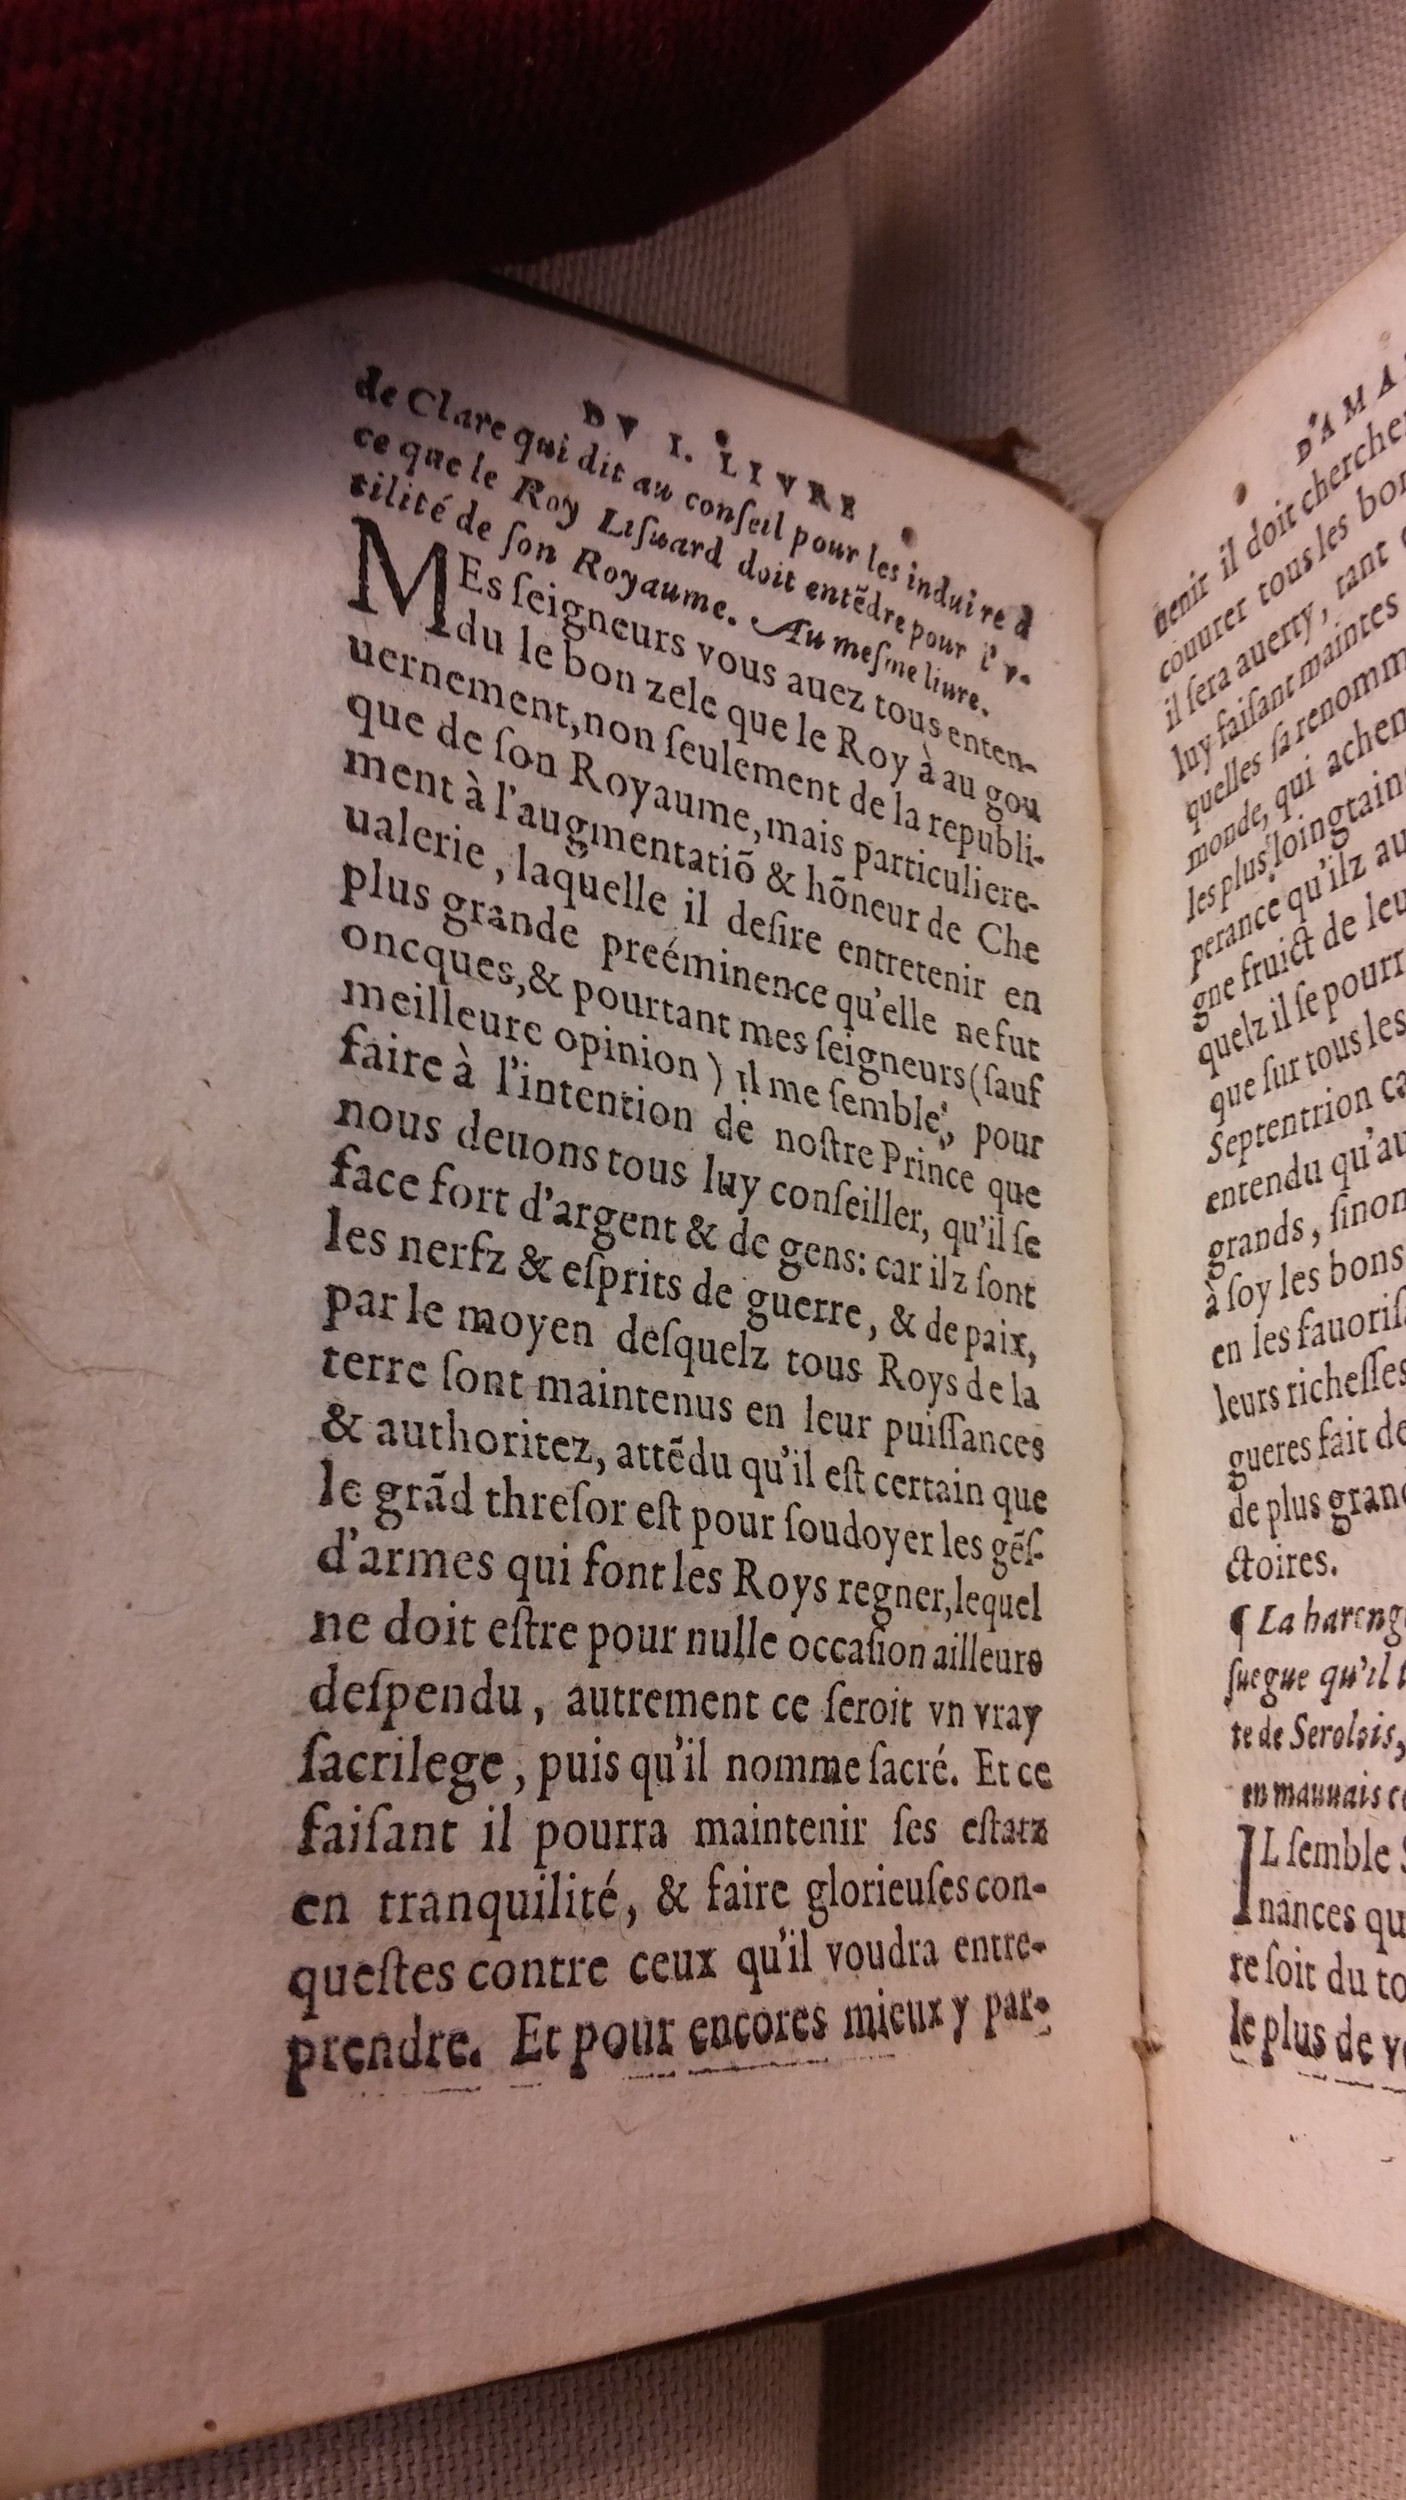 DV I. LIVRE
de Clare qui dit au conſeil pour les induire à
ce que le Roy Liſuard doit entẽdre pour l'v-
tilité de ſon Royaume. Au meſme liure.
MEs ſeigneurs vous auez tous enten-
du le bon zele que le Roy à au gou
uernement, non ſeulement de la republi-
que de ſon Royaume, mais particuliere-
ment à l'augmentatiõ & hõneur de Che
ualerie, laquelle il deſire entretenir en
plus grande preéminence qu'elle ne fut
oncques, & pourtant mes ſeigneurs (ſauf
meilleure opinion) il me ſemble, pour
faire à l'intention de noſtre Prince que
nous deuons tous luy conſeiller, qu'il ſe
face fort d'argent & de gens: car ilz ſont
les nerfz & eſprits de guerre, & de paix,
par le moyen deſquelz tous Roys de la
terre ſont maintenus en leur puiſſances
& authoritez, attẽdu qu'il eſt certain que
le grãd threſor eſt pour ſoudoyer les gẽſ-
d'armes qui font les Roys regner, lequel
ne doit eſtre pour nulle occaſion ailleurs
deſpendu, autrement ce ſeroit vn vray
ſacrilege, puis qu'il nomme ſacré. Et ce
faiſant il pourra maintenir ſes eſtatz
en tranquilité, & faire glorieuſes con-
queſtes contre ceux qu'il voudra entre-
prendre. Et pour encores mieux y par-
D'AMA
uenir il doit chercher
couurer tous les bon
il ſera auerty, tant
luy faiſant maintes
quelles ſa renomm
monde, qui achem
les plus loingtain
perance qu'ilz au
gne fruict de leu
quelz il ſe pourr
que ſur tous les
Septentrion ca
entendu qu'au
grands, ſinon
à ſoy les bons
en les fauoriſ
leurs richeſſes
gueres fait de
de plus grand
ctoires.
¶ La hareng
ſuegue qu'il
te de Serolois,
en mauuais co
IL ſemble S
nances qu
re ſoit du to
le plus de v